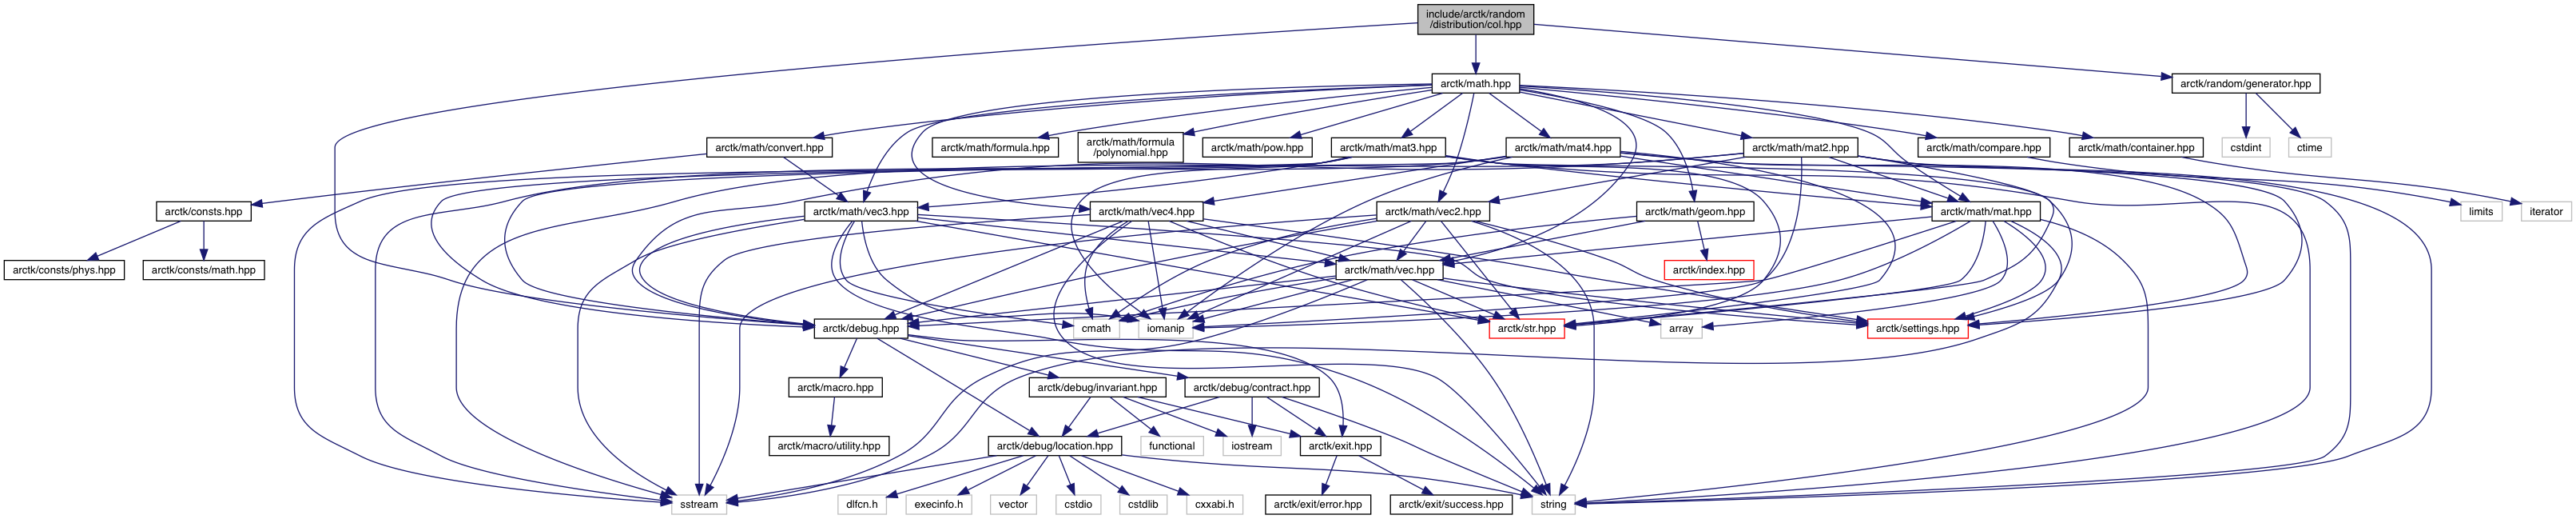 include/arctk/random
/distribution/col.hpp
arctk/math.hpp
arctk/random/generator.hpp
arctk/math/convert.hpp
arctk/math/formula.hpp
arctk/math/formula
/polynomial.hpp
arctk/math/pow.hpp
arctk/math/mat3.hpp
arctk/math/mat4.hpp
arctk/math/mat2.hpp
arctk/math/compare.hpp
arctk/math/container.hpp
cstdint
ctime
arctk/consts.hpp
arctk/math/vec3.hpp
arctk/math/vec4.hpp
arctk/math/vec2.hpp
arctk/math/geom.hpp
arctk/math/mat.hpp
limits
iterator
arctk/consts/phys.hpp
arctk/consts/math.hpp
arctk/math/vec.hpp
arctk/index.hpp
arctk/debug.hpp
cmath
iomanip
arctk/str.hpp
array
arctk/settings.hpp
arctk/macro.hpp
arctk/debug/invariant.hpp
arctk/debug/contract.hpp
arctk/macro/utility.hpp
arctk/debug/location.hpp
functional
iostream
arctk/exit.hpp
sstream
dlfcn.h
execinfo.h
vector
cstdio
cstdlib
cxxabi.h
arctk/exit/error.hpp
arctk/exit/success.hpp
string